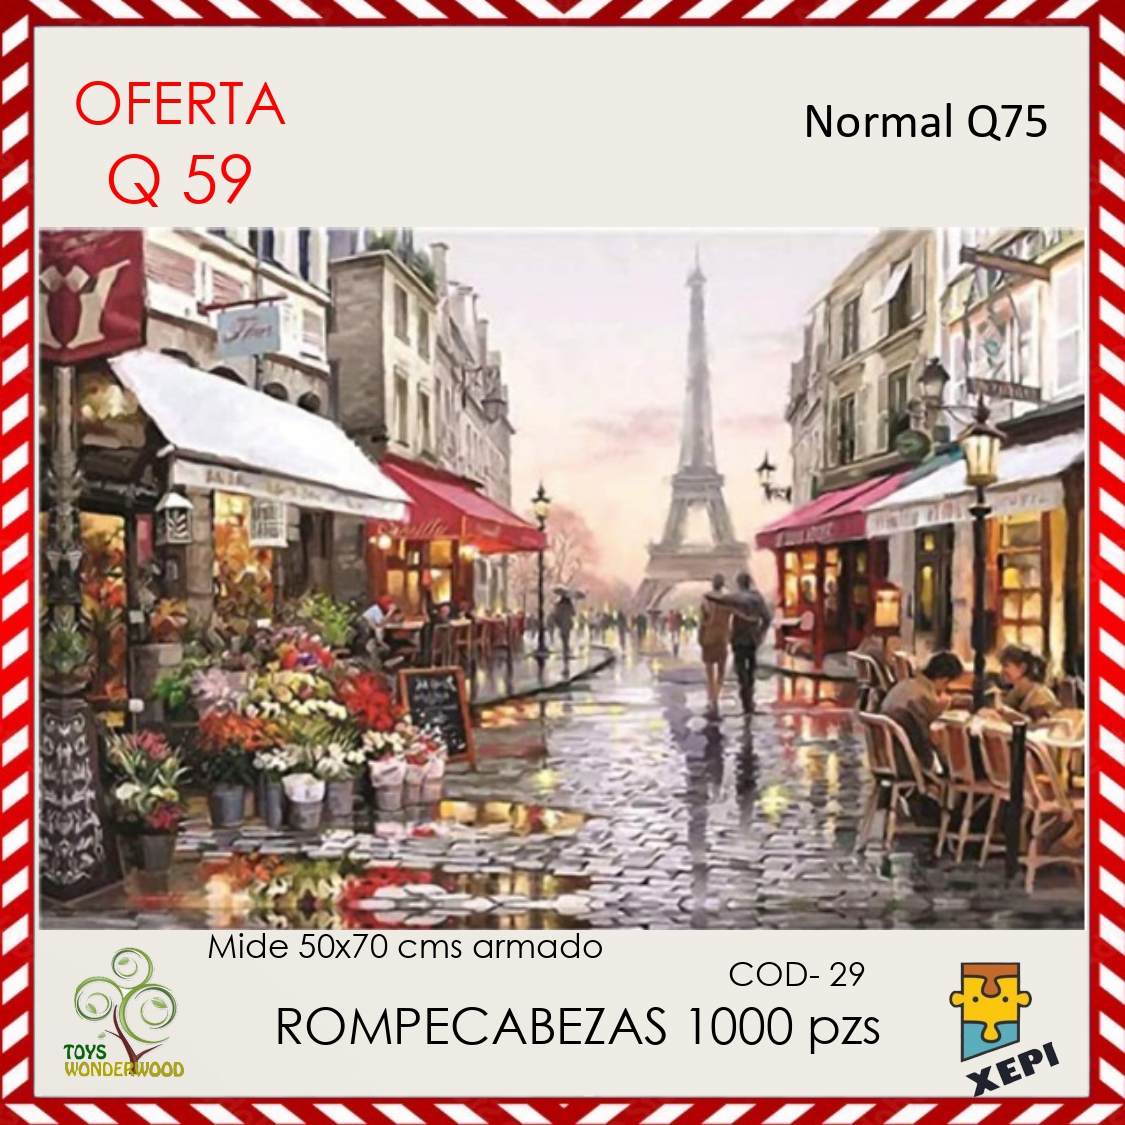 OFERTA
Q 59
Normal Q75
Mide 50x70 cms armado
COD- 29
ROMPECABEZAS 1000 pzs
TOYS
WONDERWOOD
XEPI